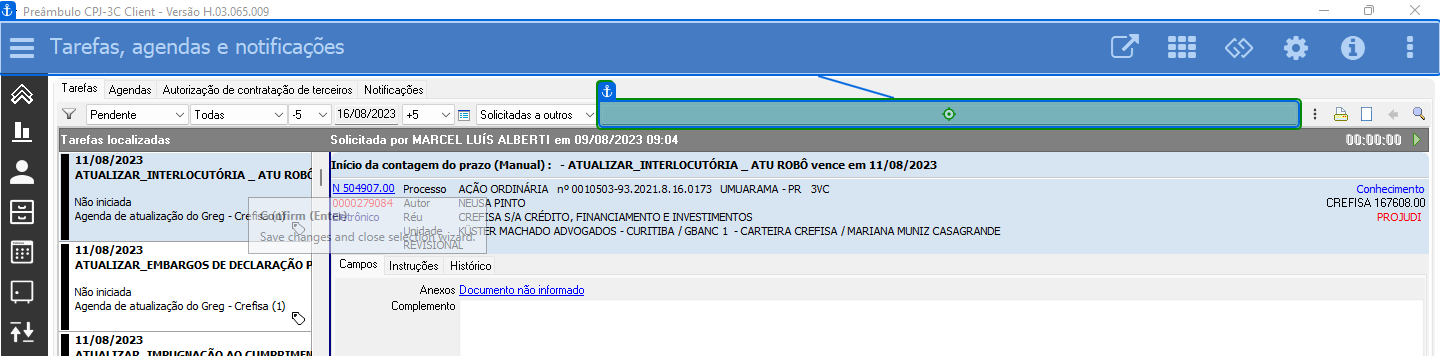 Preâmbulo CPJ-3C Client - Versão H.03.065.009
Tarefas, agendas e notificações
Tarefas Agendas Autorização de contratação de terceiros Notificações
Pendente Todas -5 16/08/2023 +5 Solicitadas a outros
Tarefas localizadas
Solicitada por MARCEL LUÍS ALBERTI em 09/08/2023 09:04 00:00:00
11/08/2023
ATUALIZAR_INTERLOCUTÓRIA _ ATU ROBÔ
Não iniciada
Agenda de atualização do Greg - Crefisa (1)
11/08/2023
ATUALIZAR_EMBARGOS DE DECLARAÇÃO P
Não iniciada
Agenda de atualização do Greg - Crefisa (1)
11/08/2023
ATUALIZAR_IMPUGNAÇÃO AO CUMPRIMEN
Início da contagem do prazo (Manual) : - ATUALIZAR_INTERLOCUTÓRIA _ ATU ROBÔ vence em 11/08/2023
N 504907.00 Processo AÇÃO ORDINÁRIA nº 0010503-93.2021.8.16.0173 UMUARAMA - PR 3VC Conhecimento
0000279084 Autor NEUSA PINTO CREFISA 167608.00
Eletrônico Réu CREFISA S/A CRÉDITO, FINANCIAMENTO E INVESTIMENTOS PROJUDI
Unidade KÜSTER MACHADO ADVOGADOS - CURITIBA / GBANC 1 - CARTEIRA CREFISA / MARIANA MUNIZ CASAGRANDE
REVISIONAL
Confirm (Enter)
Save changes and close selection wizard.
Campos Instruções Histórico
Anexos Documento não informado
Complemento